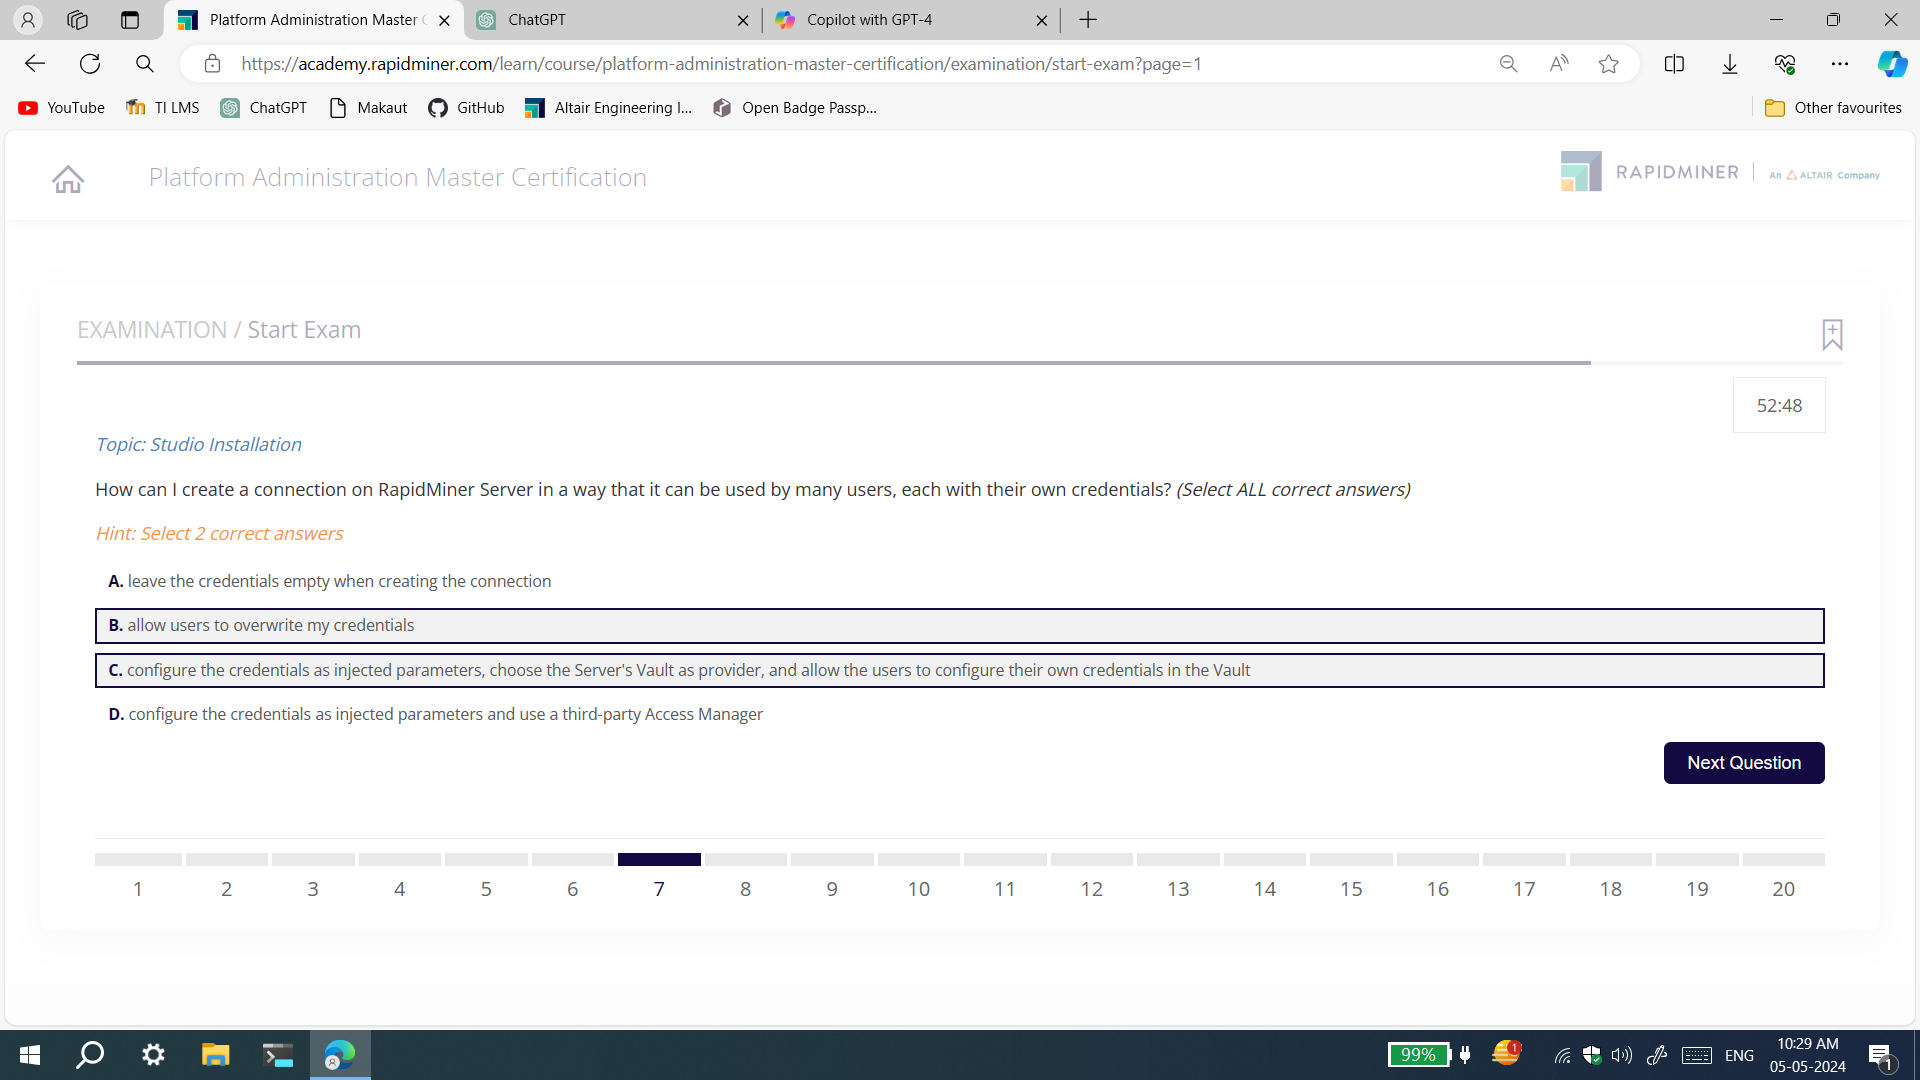 Platform Administration Master C
ChatGPT
Copilot with GPT-4
https://academy.rapidminer.com/learn/course/platform-administration-master-certification/examination/start-exam?page=1
YouTube
TI LMS
ChatGPT
Makaut
GitHub
Altair Engineering I...
Open Badge Passp...
Other favourites
Platform Administration Master Certification
RAPIDMINER
An ALTAIR Company
EXAMINATION / Start Exam
52:48
Topic: Studio Installation
How can I create a connection on RapidMiner Server in a way that it can be used by many users, each with their own credentials? (Select ALL correct answers)
Hint: Select 2 correct answers
A. leave the credentials empty when creating the connection
B. allow users to overwrite my credentials
C. configure the credentials as injected parameters, choose the Server's Vault as provider, and allow the users to configure their own credentials in the Vault
D. configure the credentials as injected parameters and use a third-party Access Manager
Next Question
1 2 3 4 5 6 7 8 9 10 11 12 13 14 15 16 17 18 19 20
99%
1
ENG
10:29 AM
05-05-2024
1